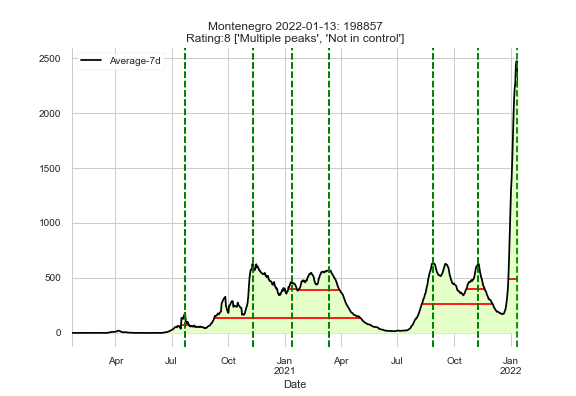 Montenegro 2022-01-13: 198857
Rating:8 ['Multiple peaks', 'Not in control']
Average-7d
2500
2000
1500
1000
500
0
Apr Jul Oct Jan Apr Jul Oct Jan
2021 2022
Date